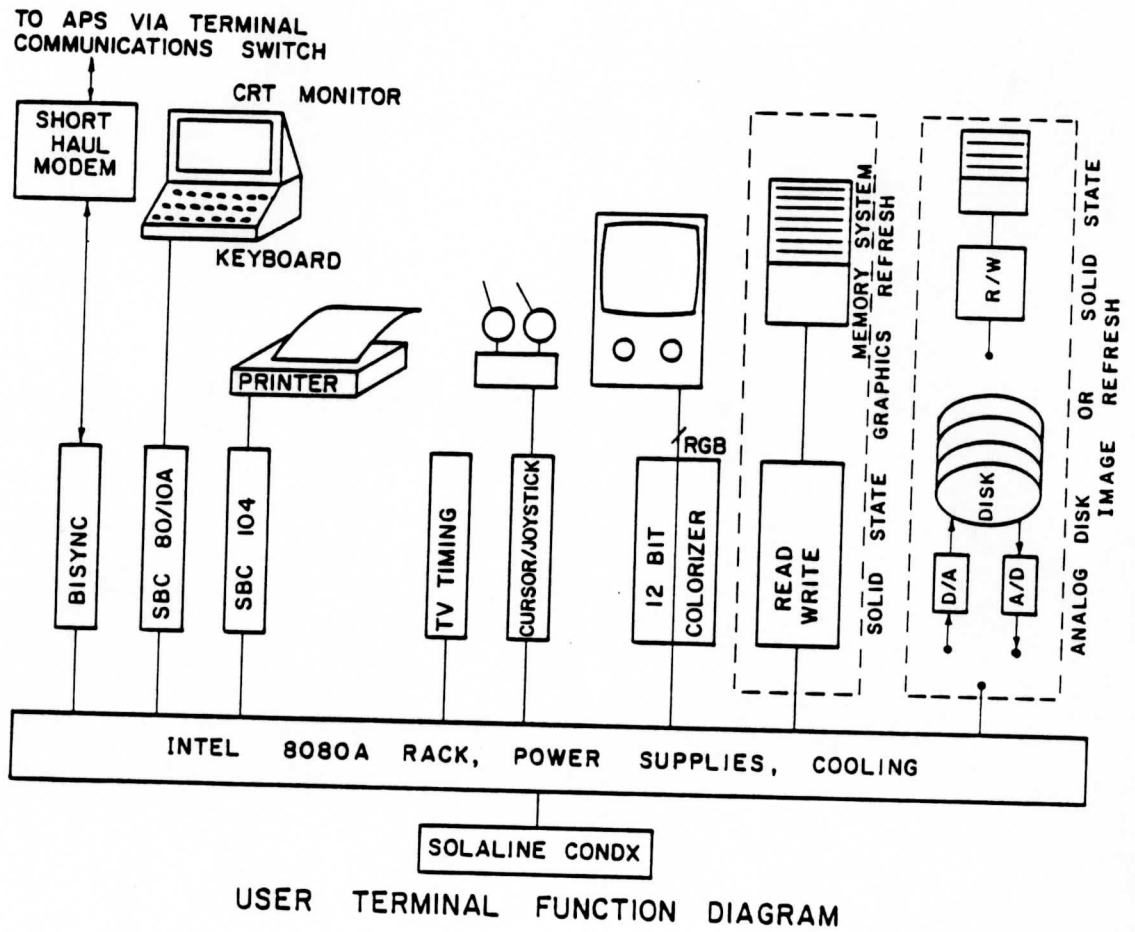 TO APS VIA TERMINAL
COMMUNICATIONS SWITCH
SHORT
HAUL
MODEM
CRT MONITOR
KEYBOARD
PRINTER
BISYNC
SBC 80/10A
SBC 104
TV TIMING
CURSOR/JOYSTICK
RGB
12 BIT
COLORIZER
READ
WRITE
SOLID STATE GRAPHICS REFRESH
MEMORY SYSTEM
R/W
DISK
D/A
A/D
ANALOG DISK OR SOLID STATE
IMAGE REFRESH
INTEL 8080A RACK, POWER SUPPLIES, COOLING
SOLALINE CONDX
USER TERMINAL FUNCTION DIAGRAM